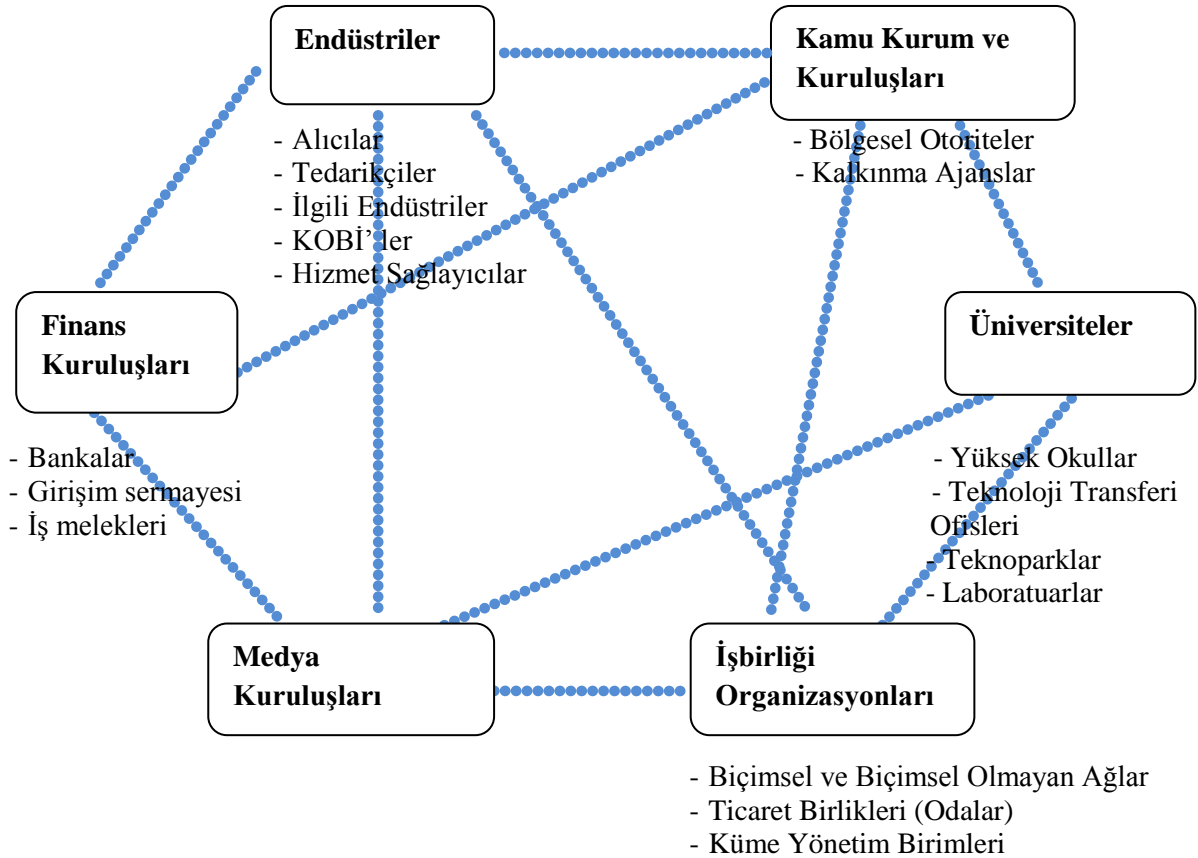 Endüstriler
Kamu Kurum ve
Kuruluşları
- Alıcılar
- Tedarikçiler
- İlgili Endüstriler
- KOBİ’ ler
- Hizmet Sağlayıcılar
- Bölgesel Otoriteler
- Kalkınma Ajanslar
Finans
Kuruluşları
Üniversiteler
- Bankalar
- Girişim sermayesi
- İş melekleri
- Yüksek Okullar
- Teknoloji Transferi
Ofisleri
- Teknoparklar
- Laboratuarlar
Medya
Kuruluşları
İşbirliği
Organizasyonları
- Biçimsel ve Biçimsel Olmayan Ağlar
- Ticaret Birlikleri (Odalar)
- Küme Yönetim Birimleri